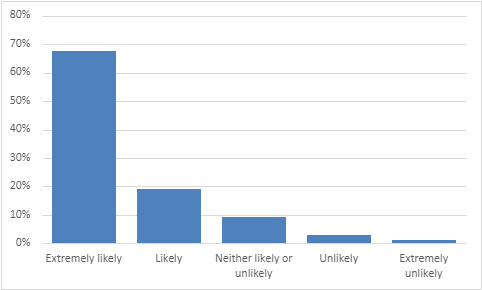 80%
70%
60%
50%
40%
30%
20%
10%
0%
Extremely likely
Likely
Neither likely or
unlikely
Unlikely
Extremely
unlikely